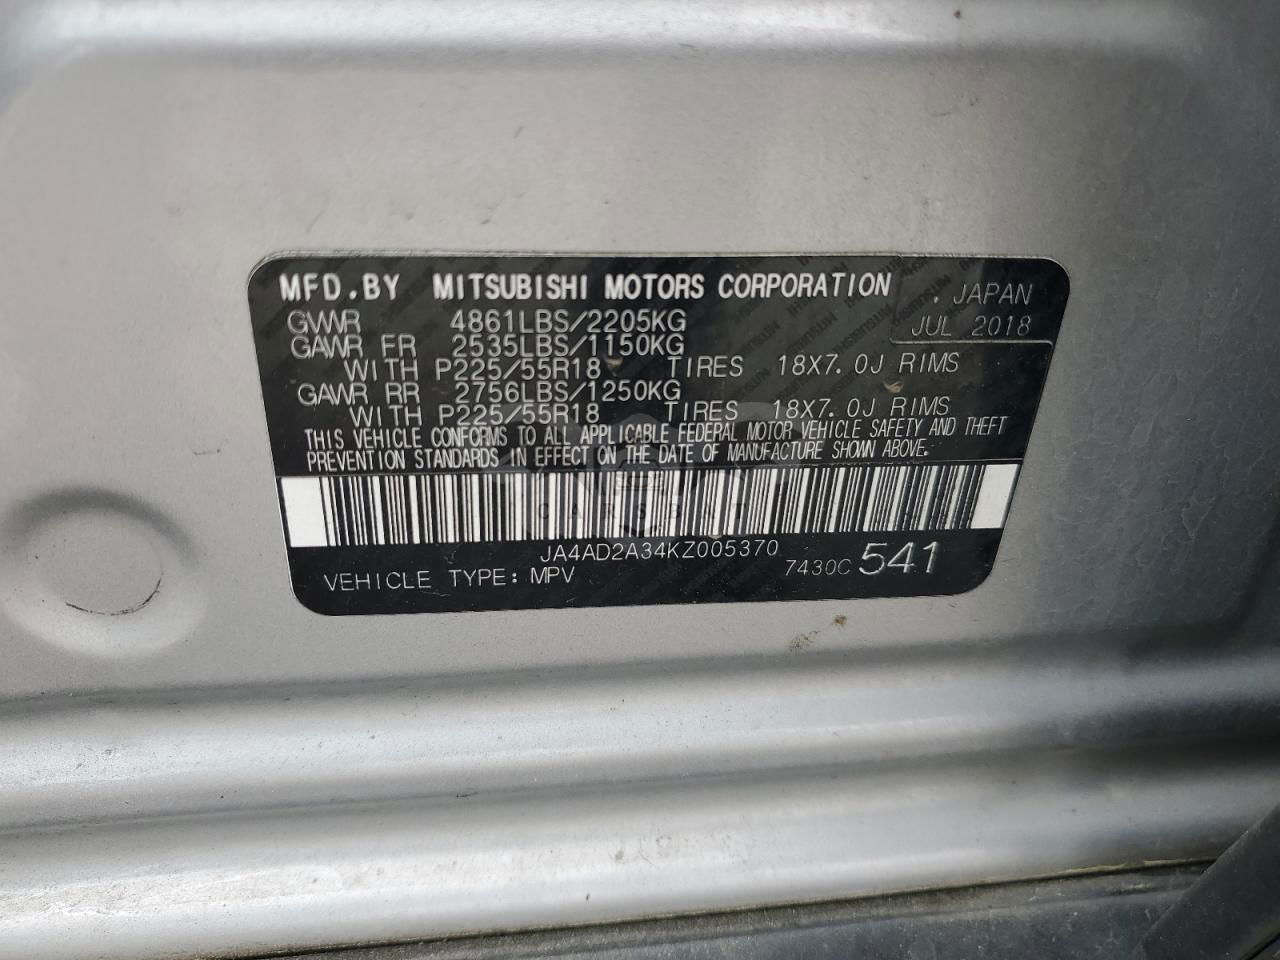 MFD.BY MITSUBISHI MOTORS CORPORATION . JAPAN
GVWR 4861LBS/2205KG JUL 2018
GAWR FR 2535LBS/1150KG
WITH P225/55R18 TIRES 18X7.0J RIMS
GAWR RR 2756LBS/1250KG
WITH P225/55R18 TIRES 18X7.0J RIMS
THIS VEHICLE CONFORMS TO ALL APPLICABLE FEDERAL MOTOR VEHICLE SAFETY AND THEFT
PREVENTION STANDARDS IN EFFECT ON THE DATE OF MANUFACTURE SHOWN ABOVE.
CARSBAT
JA4AD2A34KZ005370
VEHICLE TYPE: MPV 7430C 541